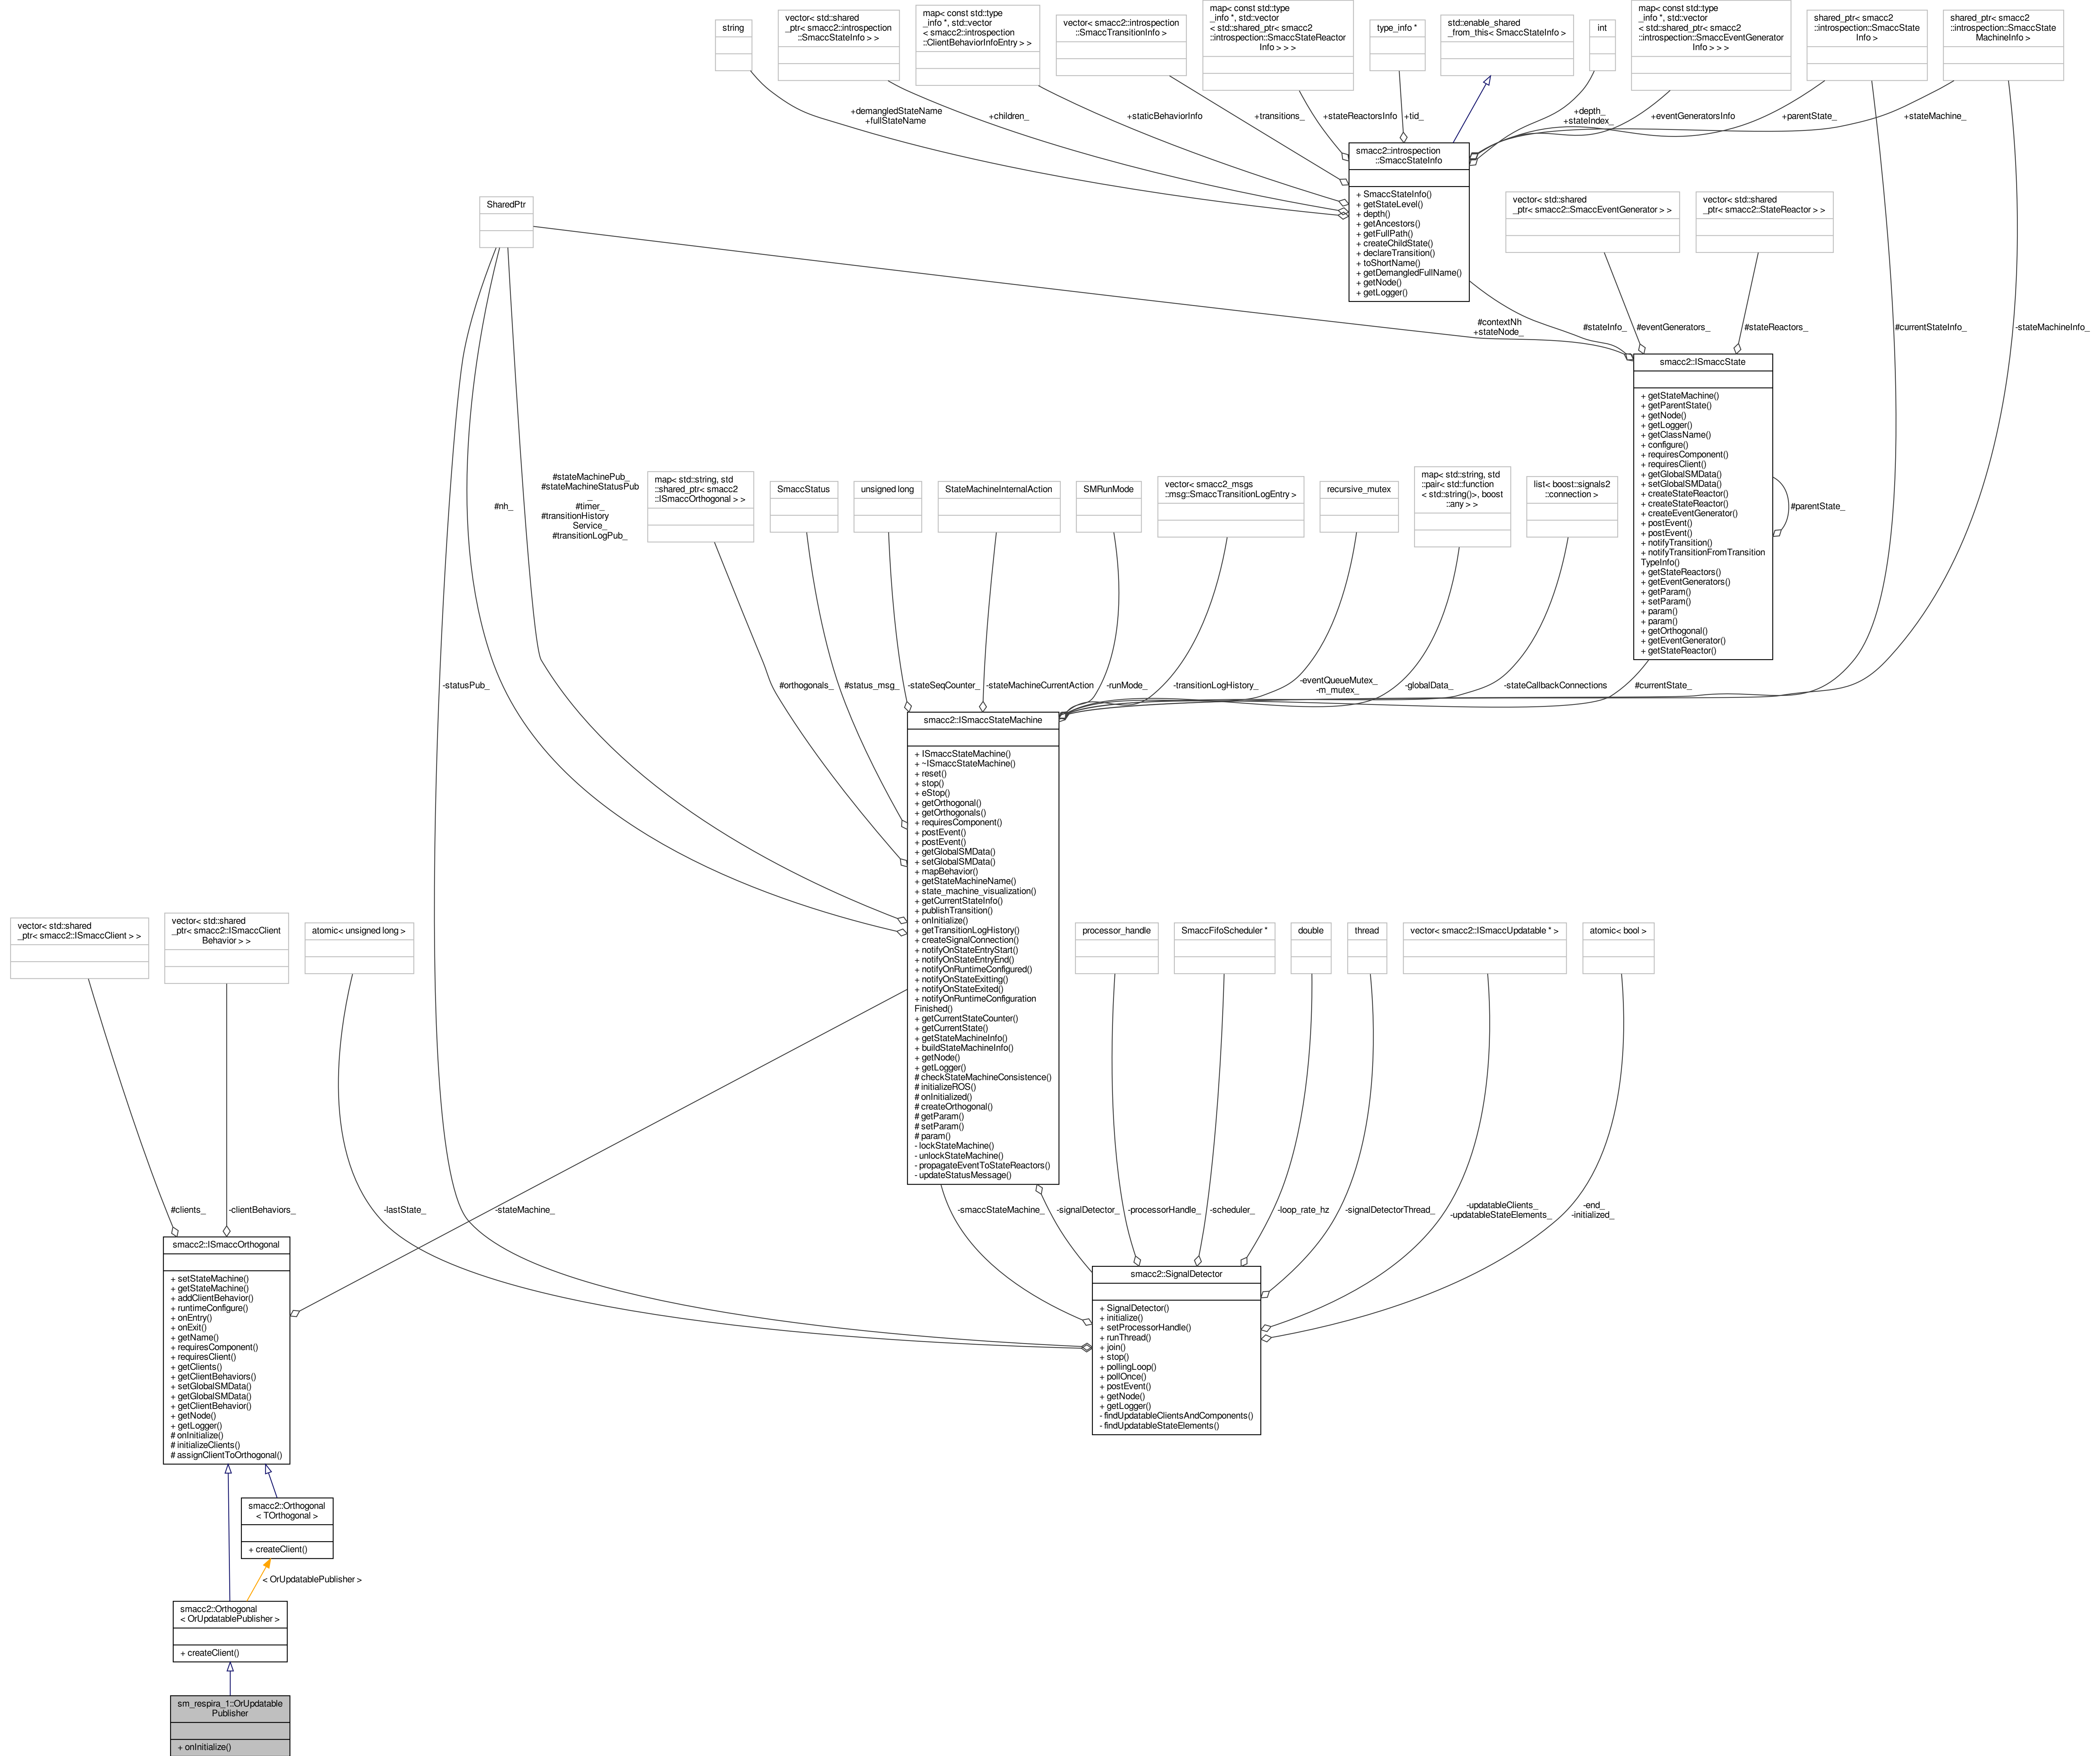 string
vector< std::shared
_ptr< smacc2::introspection
::SmaccStateInfo > >
map< const std::type
_info *, std::vector
< smacc2::introspection
::ClientBehaviorInfoEntry > >
vector< smacc2::introspection
::SmaccTransitionInfo >
map< const std::type
_info *, std::vector
< std::shared_ptr< smacc2
::introspection::SmaccStateReactor
Info > > >
type_info *
std::enable_shared
_from_this< SmaccStateInfo >
int
map< const std::type
_info *, std::vector
< std::shared_ptr< smacc2
::introspection::SmaccEventGenerator
Info > > >
shared_ptr< smacc2
::introspection::SmaccState
Info >
shared_ptr< smacc2
::introspection::SmaccState
MachineInfo >
+demangledStateName
+fullStateName
+children_
+staticBehaviorInfo
+transitions_
+stateReactorsInfo
+tid_
+depth_
+stateIndex_
+eventGeneratorsInfo
+parentState_
+stateMachine_
smacc2::introspection
::SmaccStateInfo
+ SmaccStateInfo()
+ getStateLevel()
+ depth()
+ getAncestors()
+ getFullPath()
+ createChildState()
+ declareTransition()
+ toShortName()
+ getDemangledFullName()
+ getNode()
+ getLogger()
SharedPtr
vector< std::shared
_ptr< smacc2::SmaccEventGenerator > >
vector< std::shared
_ptr< smacc2::StateReactor > >
#contextNh
+stateNode_
#stateInfo_
#eventGenerators_
#stateReactors_
#currentStateInfo_
-stateMachineInfo_
smacc2::ISmaccState
+ getStateMachine()
+ getParentState()
+ getNode()
+ getLogger()
+ getClassName()
+ configure()
+ requiresComponent()
+ requiresClient()
+ getGlobalSMData()
+ setGlobalSMData()
+ createStateReactor()
+ createStateReactor()
+ createEventGenerator()
+ postEvent()
+ postEvent()
+ notifyTransition()
+ notifyTransitionFromTransition
TypeInfo()
+ getStateReactors()
+ getEventGenerators()
+ getParam()
+ setParam()
+ param()
+ param()
+ getOrthogonal()
+ getEventGenerator()
+ getStateReactor()
#parentState_
#nh_
#stateMachinePub_
#stateMachineStatusPub
_
#timer_
#transitionHistory
Service_
#transitionLogPub_
map< std::string, std
::shared_ptr< smacc2
::ISmaccOrthogonal > >
SmaccStatus
unsigned long
StateMachineInternalAction
SMRunMode
vector< smacc2_msgs
::msg::SmaccTransitionLogEntry >
recursive_mutex
map< std::string, std
::pair< std::function
< std::string()>, boost
::any > >
list< boost::signals2
::connection >
-statusPub_
#orthogonals_
#status_msg_
-stateSeqCounter_
-stateMachineCurrentAction
-runMode_
-transitionLogHistory_
-eventQueueMutex_
-m_mutex_
-globalData_
-stateCallbackConnections
#currentState_
smacc2::ISmaccStateMachine
+ ISmaccStateMachine()
+ ~ISmaccStateMachine()
+ reset()
+ stop()
+ eStop()
+ getOrthogonal()
+ getOrthogonals()
+ requiresComponent()
+ postEvent()
+ postEvent()
+ getGlobalSMData()
+ setGlobalSMData()
+ mapBehavior()
+ getStateMachineName()
+ state_machine_visualization()
+ getCurrentStateInfo()
+ publishTransition()
+ onInitialize()
+ getTransitionLogHistory()
+ createSignalConnection()
+ notifyOnStateEntryStart()
+ notifyOnStateEntryEnd()
+ notifyOnRuntimeConfigured()
+ notifyOnStateExitting()
+ notifyOnStateExited()
+ notifyOnRuntimeConfiguration
Finished()
+ getCurrentStateCounter()
+ getCurrentState()
+ getStateMachineInfo()
+ buildStateMachineInfo()
+ getNode()
+ getLogger()
# checkStateMachineConsistence()
# initializeROS()
# onInitialized()
# createOrthogonal()
# getParam()
# setParam()
# param()
- lockStateMachine()
- unlockStateMachine()
- propagateEventToStateReactors()
- updateStatusMessage()
vector< std::shared
_ptr< smacc2::ISmaccClient > >
vector< std::shared
_ptr< smacc2::ISmaccClient
Behavior > >
atomic< unsigned long >
processor_handle
SmaccFifoScheduler *
double
thread
vector< smacc2::ISmaccUpdatable * >
atomic< bool >
#clients_
-clientBehaviors_
-lastState_
-stateMachine_
-smaccStateMachine_
-signalDetector_
-processorHandle_
-scheduler_
-loop_rate_hz
-signalDetectorThread_
-updatableClients_
-updatableStateElements_
-end_
-initialized_
smacc2::ISmaccOrthogonal
+ setStateMachine()
+ getStateMachine()
+ addClientBehavior()
+ runtimeConfigure()
+ onEntry()
+ onExit()
+ getName()
+ requiresComponent()
+ requiresClient()
+ getClients()
+ getClientBehaviors()
+ setGlobalSMData()
+ getGlobalSMData()
+ getClientBehavior()
+ getNode()
+ getLogger()
# onInitialize()
# initializeClients()
# assignClientToOrthogonal()
smacc2::SignalDetector
+ SignalDetector()
+ initialize()
+ setProcessorHandle()
+ runThread()
+ join()
+ stop()
+ pollingLoop()
+ pollOnce()
+ postEvent()
+ getNode()
+ getLogger()
- findUpdatableClientsAndComponents()
- findUpdatableStateElements()
smacc2::Orthogonal
< TOrthogonal >
+ createClient()
< OrUpdatablePublisher >
smacc2::Orthogonal
< OrUpdatablePublisher >
+ createClient()
sm_respira_1::OrUpdatable
Publisher
+ onInitialize()